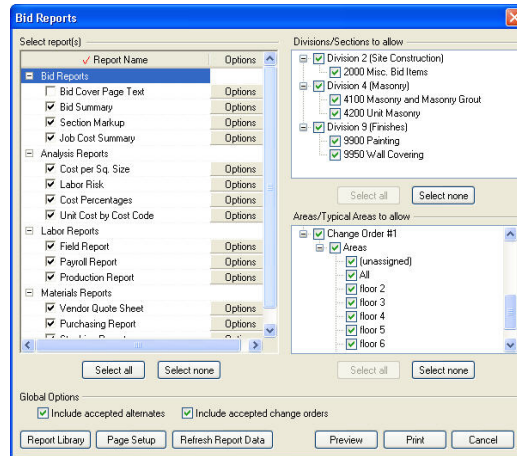 Bid Reports
Select report(s)
Report Name Options
Bid Reports
Bid Cover Page Text Options
Bid Summary Options
Section Markup Options
Job Cost Summary Options
Analysis Reports
Cost per Sq. Size Options
Labor Risk Options
Cost Percentages Options
Unit Cost by Cost Code Options
Labor Reports
Field Report Options
Payroll Report Options
Production Report Options
Materials Reports
Vendor Quote Sheet Options
Purchasing Report Options
Select all Select none
Divisions/Sections to allow
Division 2 (Site Construction)
2000 Misc. Bid Items
Division 4 (Masonry)
4100 Masonry and Masonry Grout
4200 Unit Masonry
Division 9 (Finishes)
9900 Painting
9950 Wall Covering
Select all Select none
Areas/Typical Areas to allow
Change Order #1
Areas
(unassigned)
All
floor 2
floor 3
floor 4
floor 5
floor 6
Select all Select none
Global Options
Include accepted alternates Include accepted change orders
Report Library Page Setup Refresh Report Data Preview Print Cancel